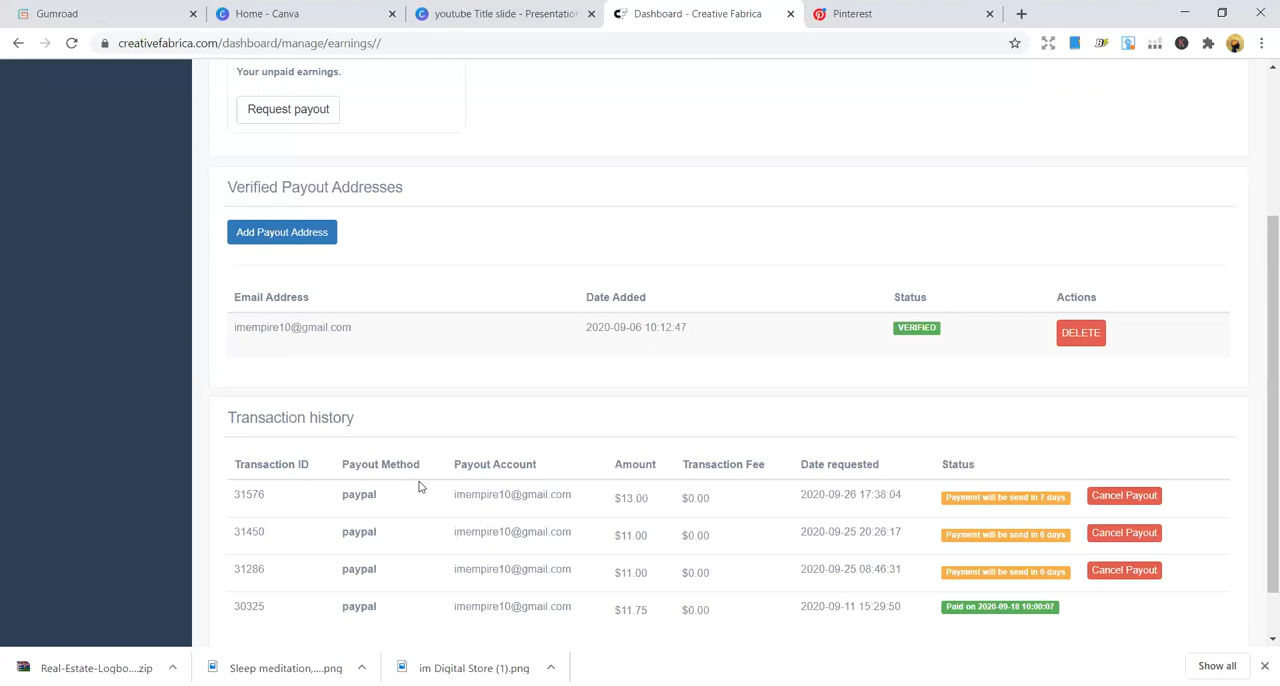 Gumroad
Home - Canva
youtube Title slide - Presentation
Dashboard - Creative Fabrica
Pinterest
creativefabrica.com/dashboard/manage/earnings//
Your unpaid earnings.
Request payout
Verified Payout Addresses
Add Payout Address
Email Address Date Added Status Actions
imempire10@gmail.com 2020-09-06 10:12:47 VERIFIED DELETE
Transaction history
Transaction ID Payout Method Payout Account Amount Transaction Fee Date requested Status
31576 paypal imempire10@gmail.com $13.00 $0.00 2020-09-26 17:38:04 Payment will be send in 7 days Cancel Payout
31450 paypal imempire10@gmail.com $11.00 $0.00 2020-09-25 20:26:17 Payment will be send in 6 days Cancel Payout
31286 paypal imempire10@gmail.com $11.00 $0.00 2020-09-25 08:46:31 Payment will be send in 6 days Cancel Payout
30325 paypal imempire10@gmail.com $11.75 $0.00 2020-09-11 15:29:50 Paid on 2020-09-18 10:00:07
Real-Estate-Logbo....zip Sleep meditation,....png im Digital Store (1).png Show all